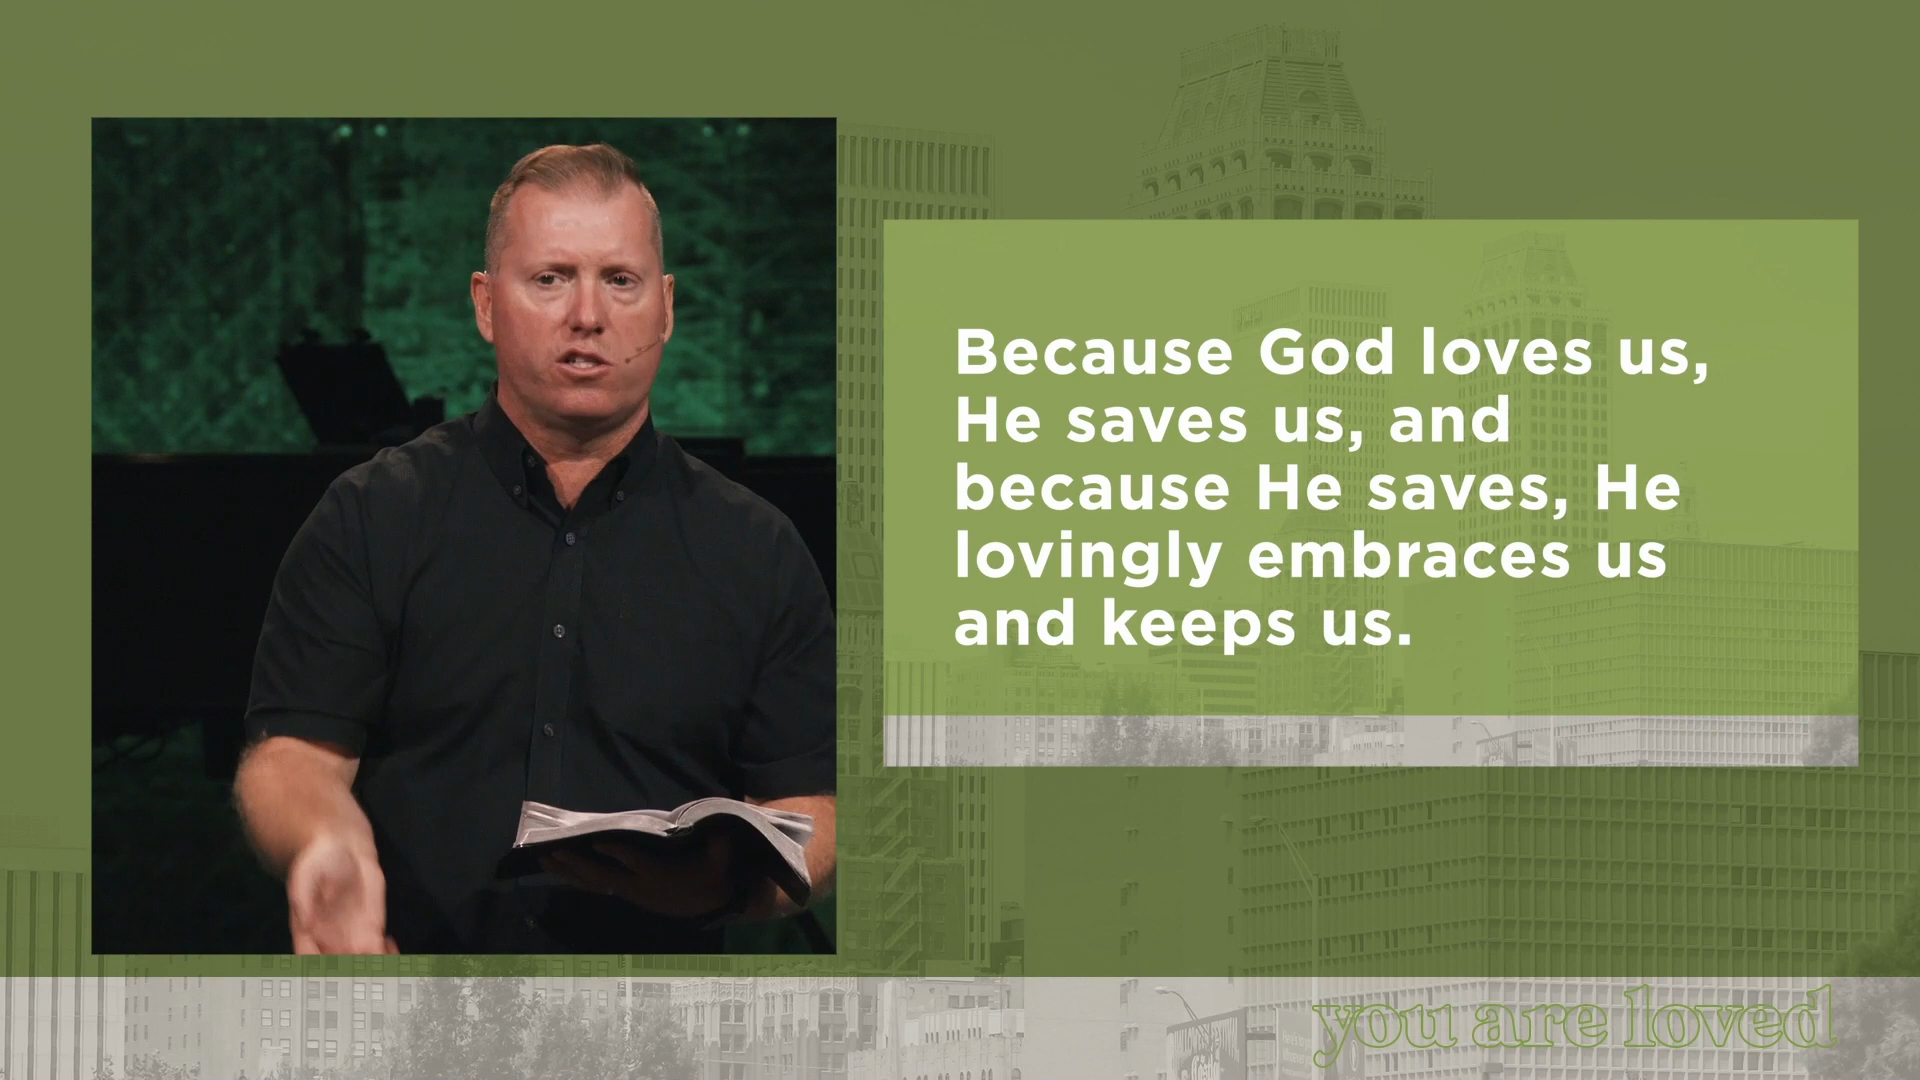 Because God loves us,
He saves us, and
because He saves, He
lovingly embraces us
and keeps us.
you are loved